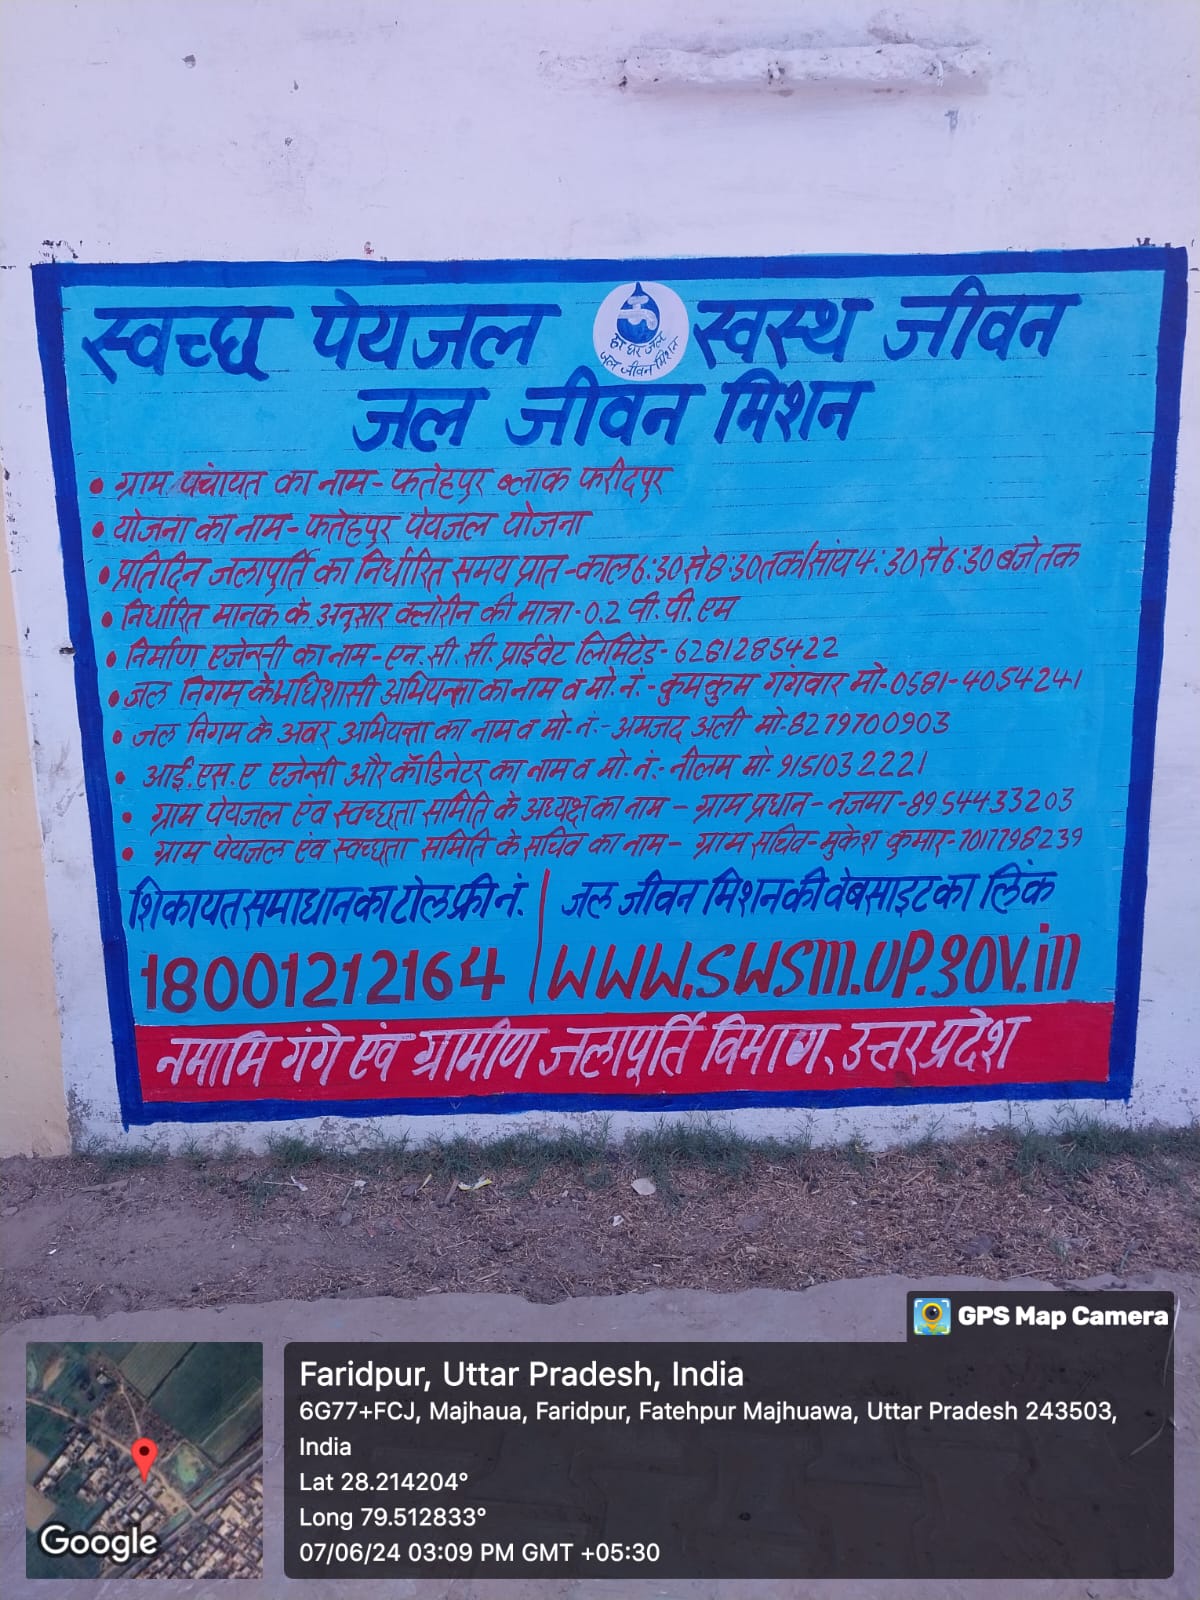 स्वच्छ पेयजल स्वस्थ जीवन
हर घर जल
जल जीवन मिशन
जल जीवन मिशन
• ग्राम पंचायत का नाम- फतेहपुर ब्लाक फरीदपुर
• योजना का नाम- फतेहपुर पेयजल योजना
• प्रतिदिन जलापूर्ति का निर्धारित समय प्रात-काल 6:30 से 8:30 तक/सांय 4:30 से 6:30 बजे तक
• निर्धारित मानक के अनुसार क्लोरीन की मात्रा-0.2 पी.पी.एम
• निर्माण एजेन्सी का नाम-एन.सी.सी. प्राईवेट लिमिटेड- 6281285422
• जल निगम के अधिशासी अभियन्ता का नाम व मो.नं.- कुमकुम गंगवार मो-0581-4054241
• जल निगम के अवर अभियन्ता का नाम व मो.नं.-अमजद अली मो-8279700903
• आई.एस.ए एजेन्सी और कॉडिनेटर का नाम व मो.नं.- नीलम मो- 9151032221
• ग्राम पेयजल एंव स्वच्छता समिति के अध्यक्ष का नाम - ग्राम प्रधान - नजमा-8954433203
• ग्राम पेयजल एंव स्वच्छता समिति के सचिव का नाम - ग्राम सचिव-मुकेश कुमार-7017798239
शिकायत समाधान का टोल फ्री नं. जल जीवन मिशन की वेबसाइट का लिंक
18001212164 www.swsm.up.gov.in
नमामि गंगे एंव ग्रामीण जलापूर्ति विभाग, उत्तर प्रदेश
GPS Map Camera
Faridpur, Uttar Pradesh, India
6G77+FCJ, Majhaua, Faridpur, Fatehpur Majhuawa, Uttar Pradesh 243503,
India
Lat 28.214204°
Long 79.512833°
07/06/24 03:09 PM GMT +05:30
Google